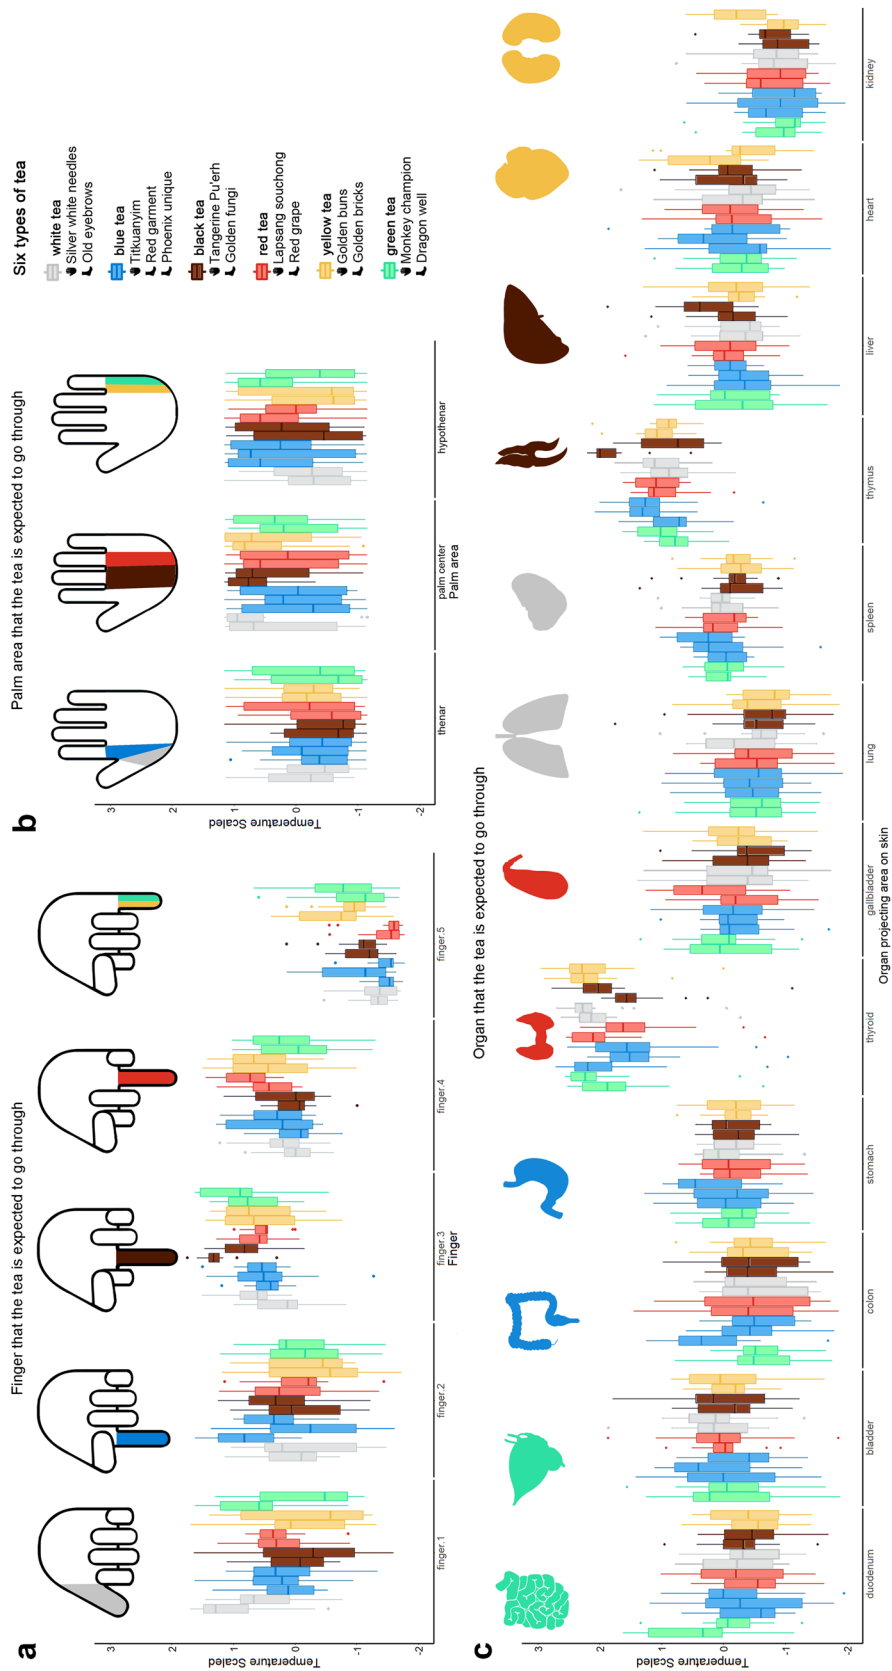 a
Finger that the tea is expected to go through
Temperature Scaled
3
2
1
0
-1
-2
finger.1
finger.2
finger.3
finger.4
finger.5
Finger
b
Palm area that the tea is expected to go through
Temperature Scaled
3
2
1
0
-1
-2
thenar
palm center
hypothenar
Palm area
Six types of tea
white tea
Silver white needles
Old eyebrows
blue tea
Titkuanyim
Red garment
Phoenix unique
black tea
Tangerine Pu'erh
Golden fungi
red tea
Lapsang souchong
Red grape
yellow tea
Golden buns
Golden bricks
green tea
Monkey champion
Dragon well
c
Organ that the tea is expected to go through
Temperature Scaled
3
2
1
0
-1
-2
duodenum
bladder
colon
stomach
thyroid
gallbladder
lung
spleen
thymus
liver
heart
kidney
Organ projecting area on skin